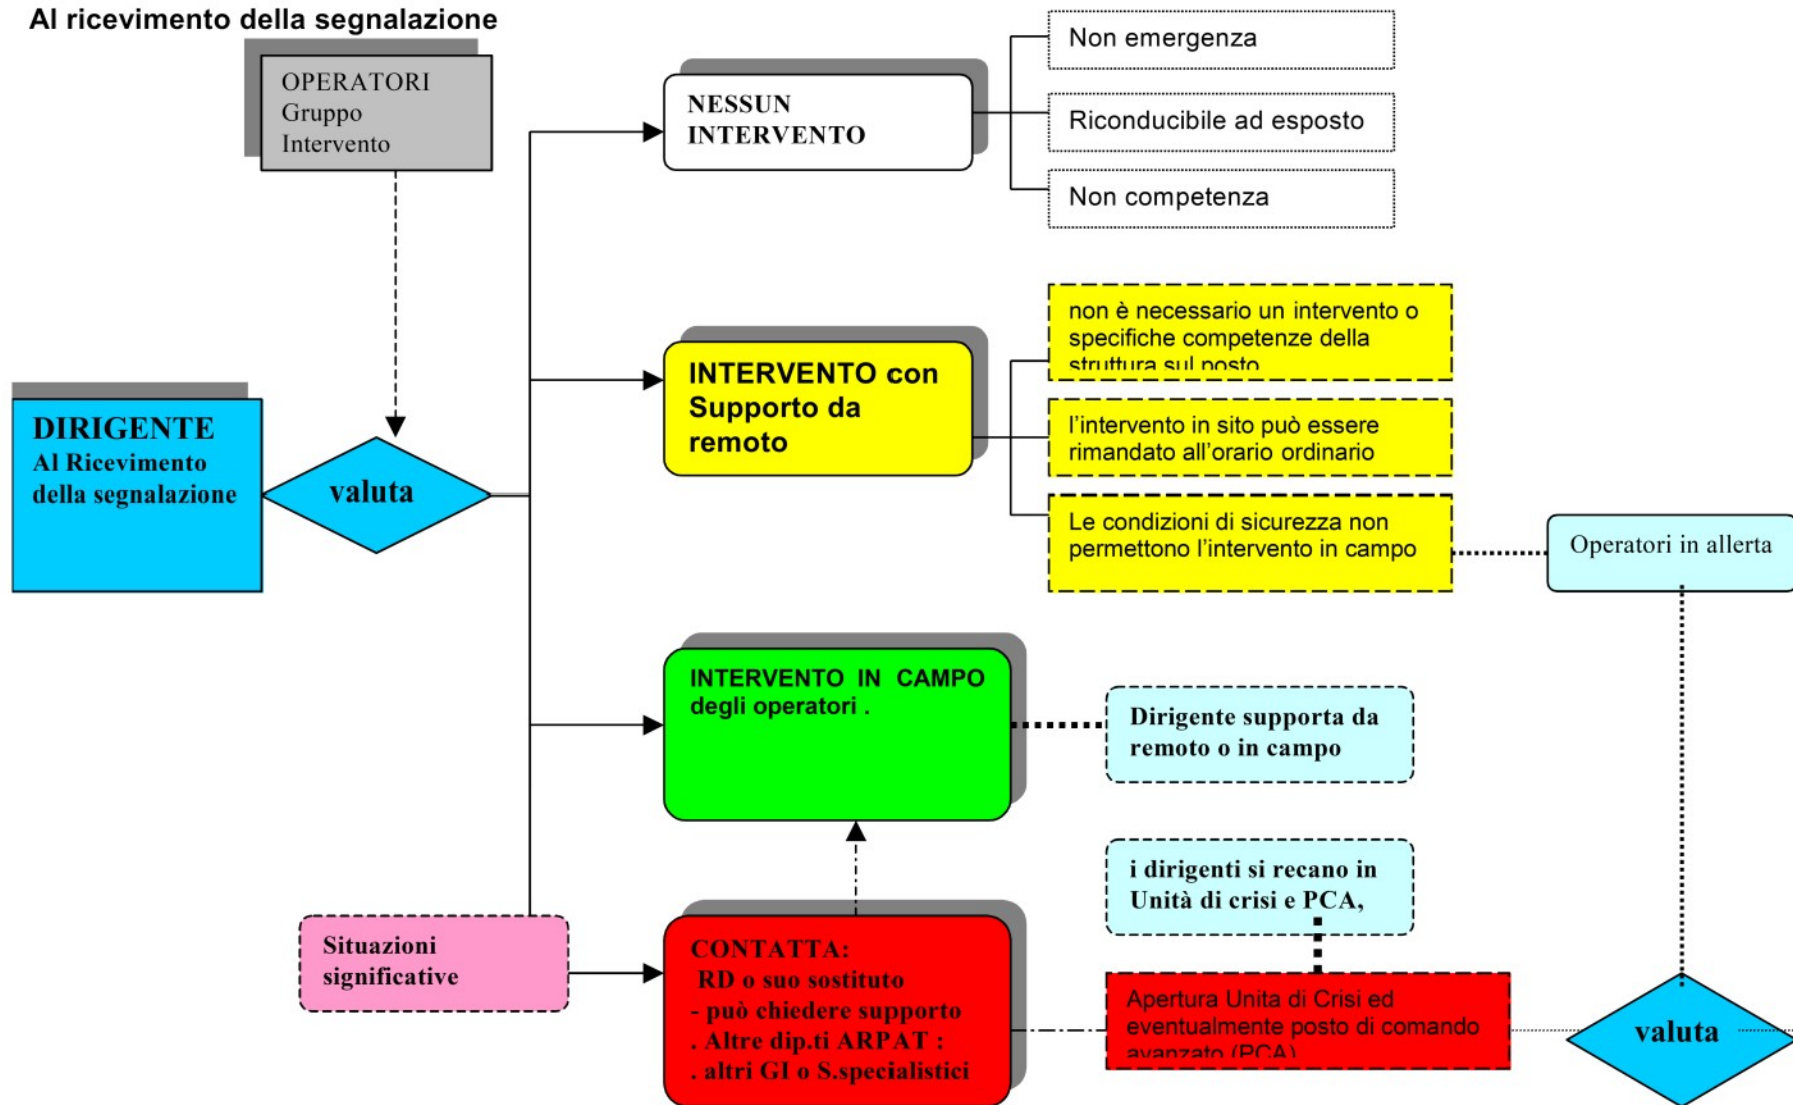 Al ricevimento della segnalazione
OPERATORI
Gruppo
Intervento
NESSUN
INTERVENTO
Non emergenza
Riconducibile ad esposto
Non competenza
DIRIGENTE
Al Ricevimento
della segnalazione
valuta
INTERVENTO con
Supporto da
remoto
non è necessario un intervento o
specifiche competenze della
struttura sul posto
l'intervento in sito può essere
rimandato all'orario ordinario
Le condizioni di sicurezza non
permettono l'intervento in campo
Operatori in allerta
INTERVENTO IN CAMPO
degli operatori .
Dirigente supporta da
remoto o in campo
i dirigenti si recano in
Unità di crisi e PCA,
Situazioni
significative
CONTATTA:
RD o suo sostituto
- può chiedere supporto
. Altre dip.ti ARPAT :
. altri GI o S.specialistici
Apertura Unita di Crisi ed
eventualmente posto di comando
avanzato (PCA)
valuta